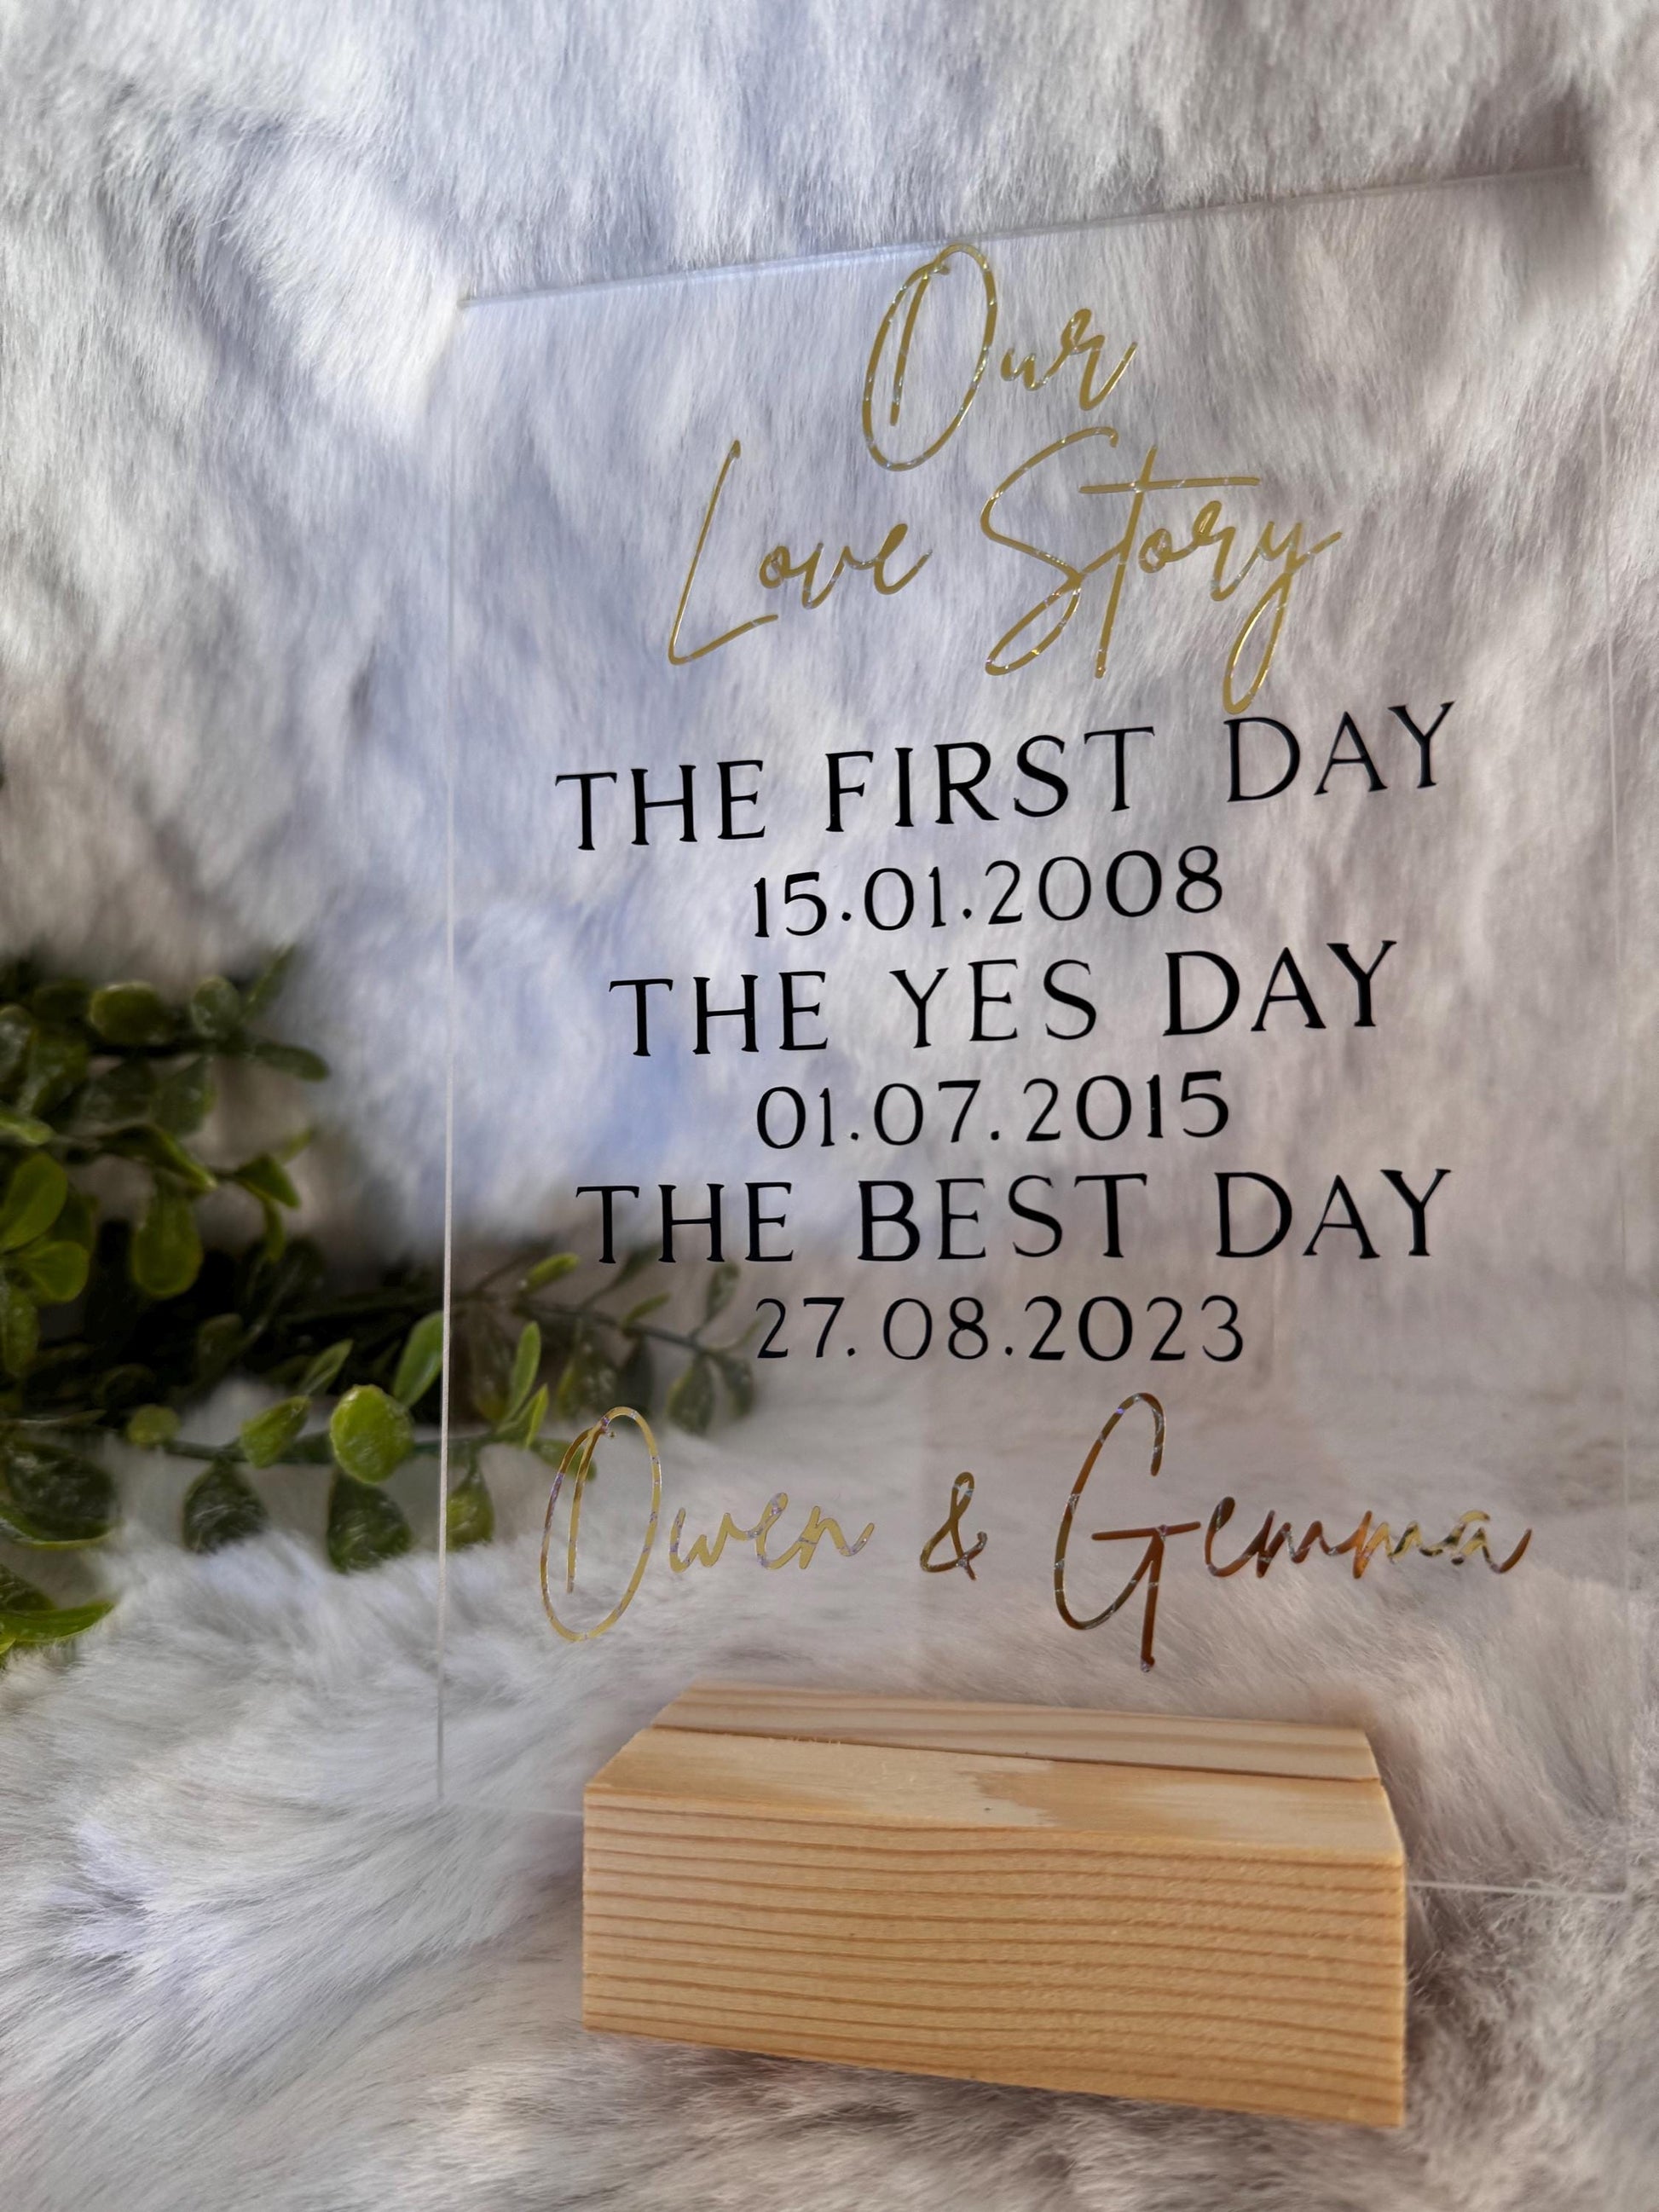 Our
Love Story
THE FIRST DAY
15.01.2008
THE YES DAY
01.07.2015
THE BEST DAY
27.08.2023
Owen & Gemma